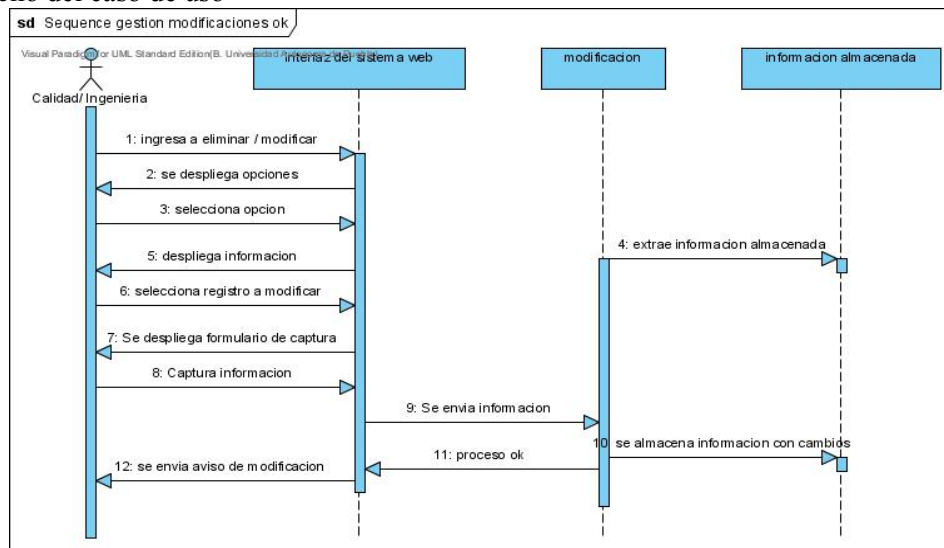 sd Sequence gestion modificaciones ok
Visual Paradigm for UML Standard Edition(B. Universidad
interfaz del sistema web
modificacion
informacion almacenada
Calidad/ Ingenieria
1: ingresa a eliminar / modificar
2: se despliega opciones
3: selecciona opcion
4: extrae informacion almacenada
5: despliega informacion
6: selecciona registro a modificar
7: Se despliega formulario de captura
8: Captura informacion
9: Se envia informacion
10: se almacena informacion con cambios
11: proceso ok
12: se envia aviso de modificacion